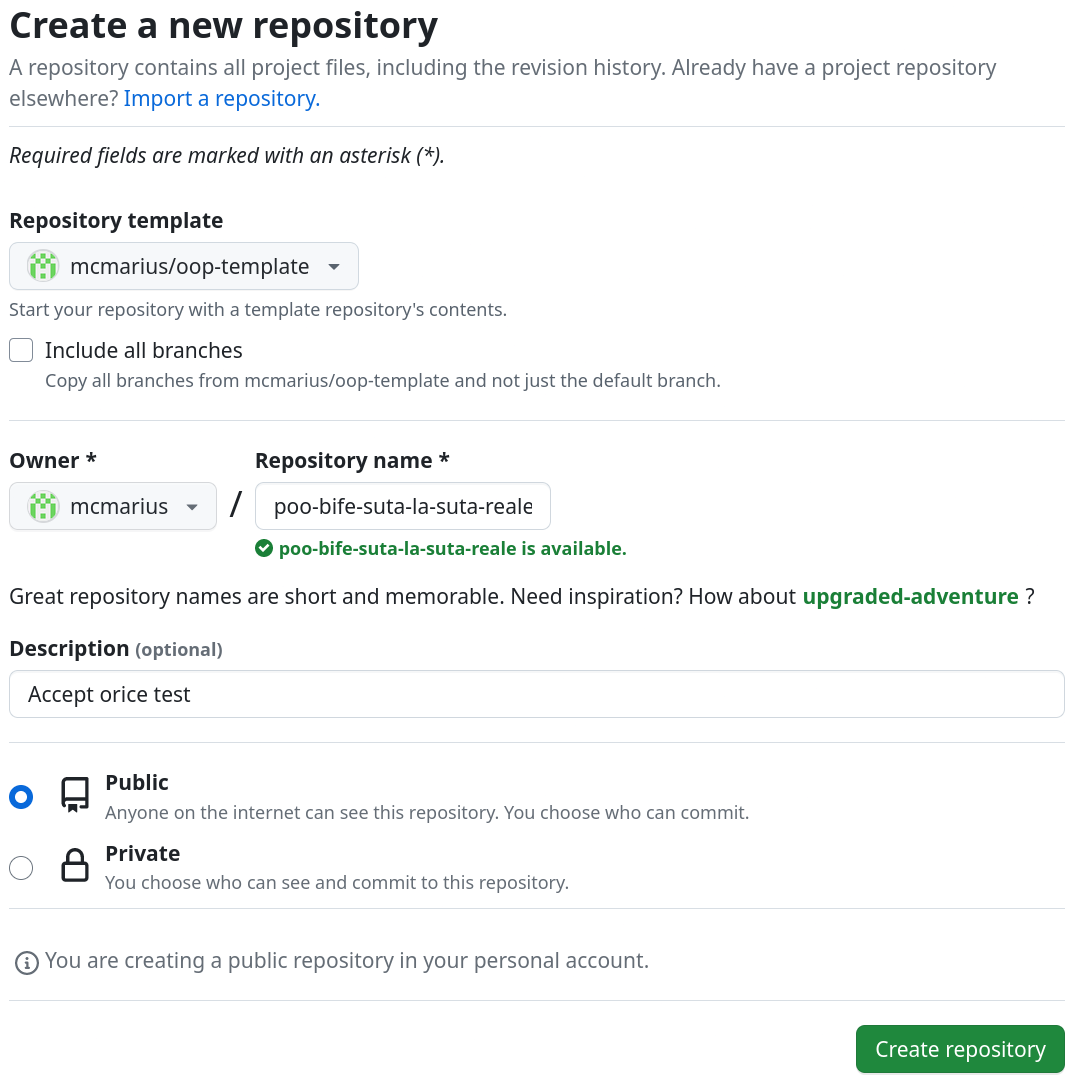 Create a new repository
A repository contains all project files, including the revision history. Already have a project repository
elsewhere? Import a repository.
Required fields are marked with an asterisk (*).
Repository template
mcmarius/oop-template
Start your repository with a template repository's contents.
Include all branches
Copy all branches from mcmarius/oop-template and not just the default branch.
Owner * Repository name *
mcmarius / poo-bife-suta-la-suta-reale
poo-bife-suta-la-suta-reale is available.
Great repository names are short and memorable. Need inspiration? How about upgraded-adventure ?
Description (optional)
Accept orice test
Public
Anyone on the internet can see this repository. You choose who can commit.
Private
You choose who can see and commit to this repository.
You are creating a public repository in your personal account.
Create repository